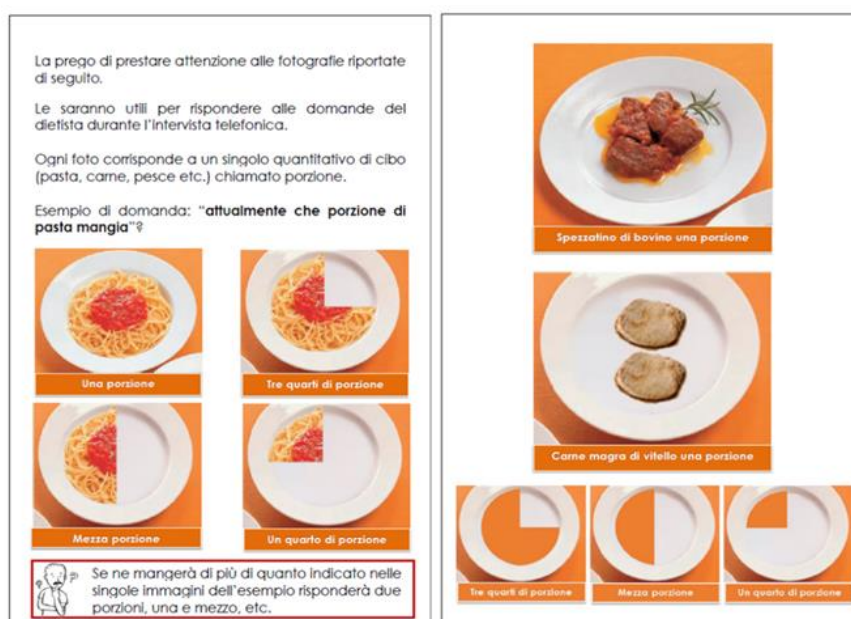 La prego di prestare attenzione alle fotografie riportate
di seguito.
Le saranno utili per rispondere alle domande del
dietista durante l'intervista telefonica.
Ogni foto corrisponde a un singolo quantitativo di cibo
(pasta, carne, pesce etc.) chiamato porzione.
Esempio di domanda: "attualmente che porzione di
pasta mangia"?
Una porzione
Tre quarti di porzione
Mezza porzione
Un quarto di porzione
Se ne mangerà di più di quanto indicato nelle
singole immagini dell'esempio risponderà due
porzioni, una e mezzo, etc.
Spezzatino di bovino una porzione
Carne magra di vitello una porzione
Tre quarti di porzione
Mezza porzione
Un quarto di porzione